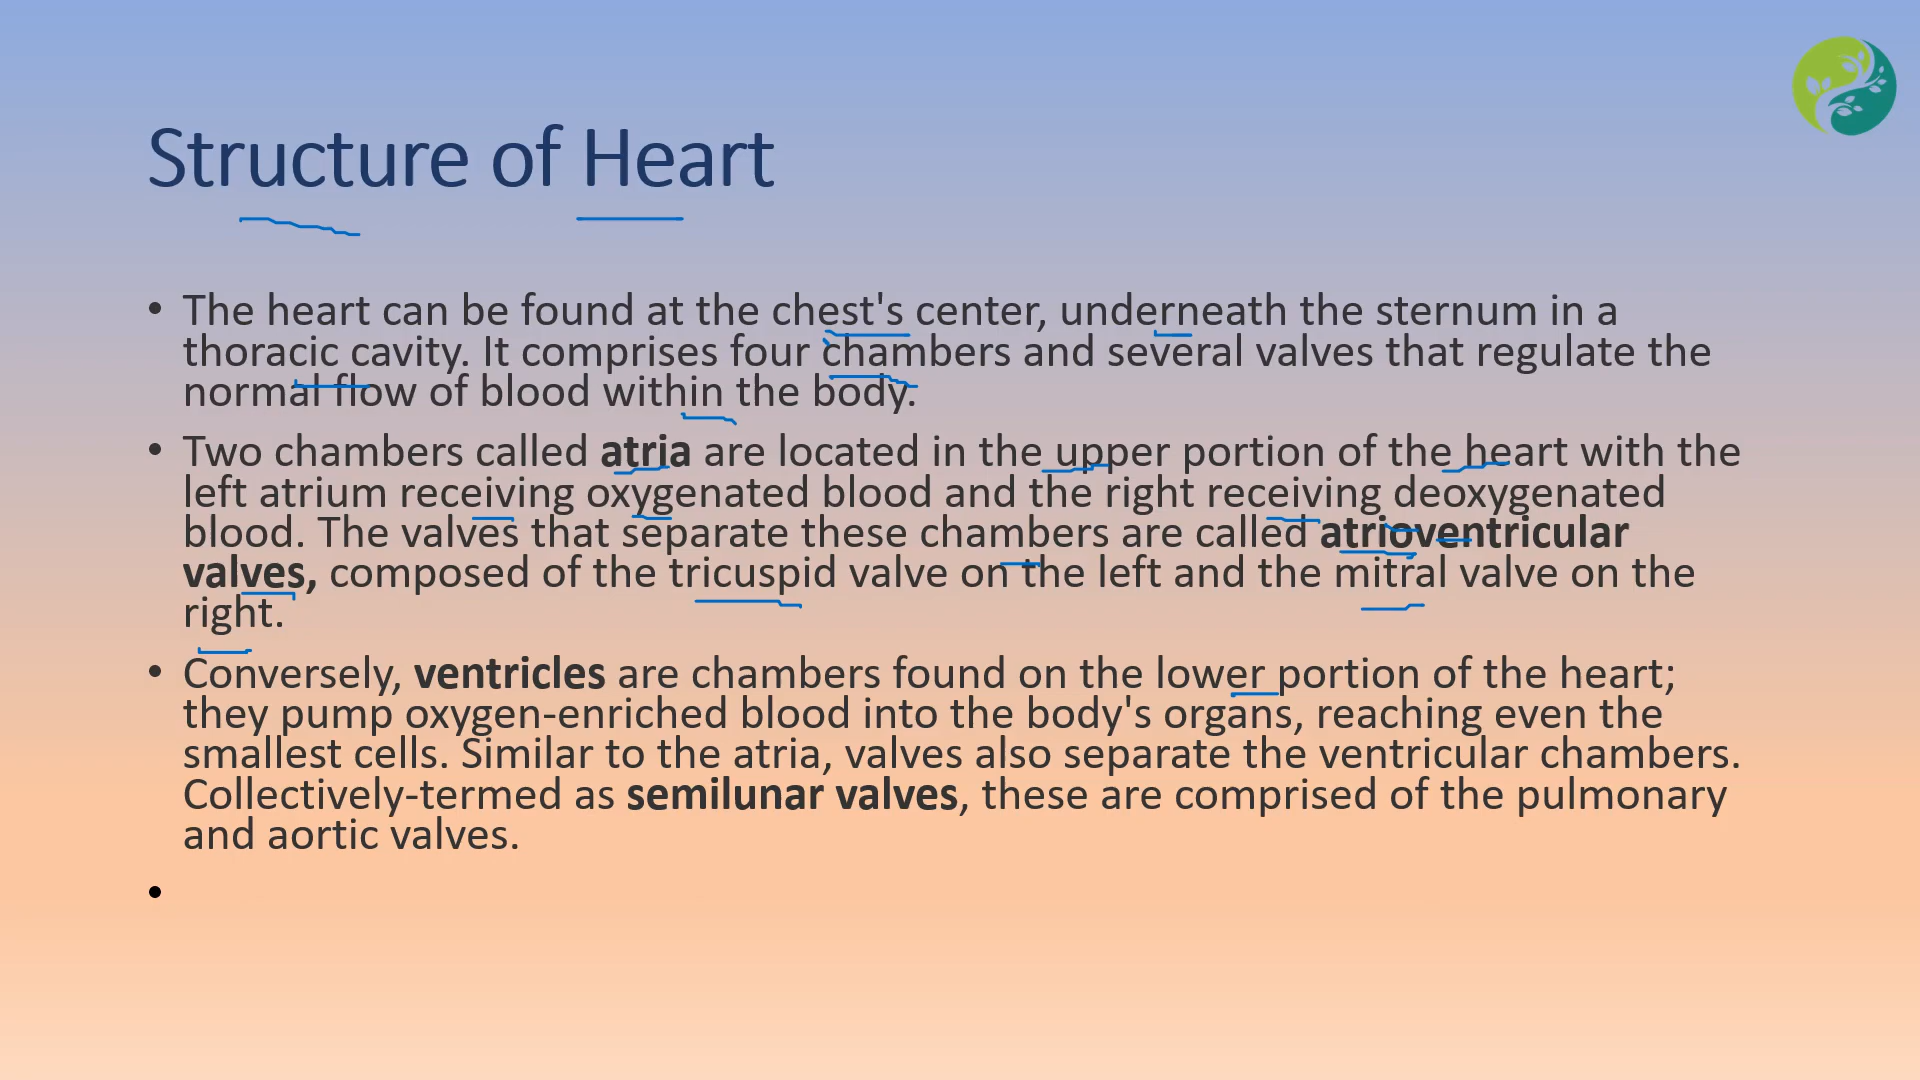 Structure of Heart
• The heart can be found at the chest's center, underneath the sternum in a
thoracic cavity. It comprises four chambers and several valves that regulate the
normal flow of blood within the body.
• Two chambers called atria are located in the upper portion of the heart with the
left atrium receiving oxygenated blood and the right receiving deoxygenated
blood. The valves that separate these chambers are called atrioventricular
valves, composed of the tricuspid valve on the left and the mitral valve on the
right.
• Conversely, ventricles are chambers found on the lower portion of the heart;
they pump oxygen-enriched blood into the body's organs, reaching even the
smallest cells. Similar to the atria, valves also separate the ventricular chambers.
Collectively-termed as semilunar valves, these are comprised of the pulmonary
and aortic valves.
•